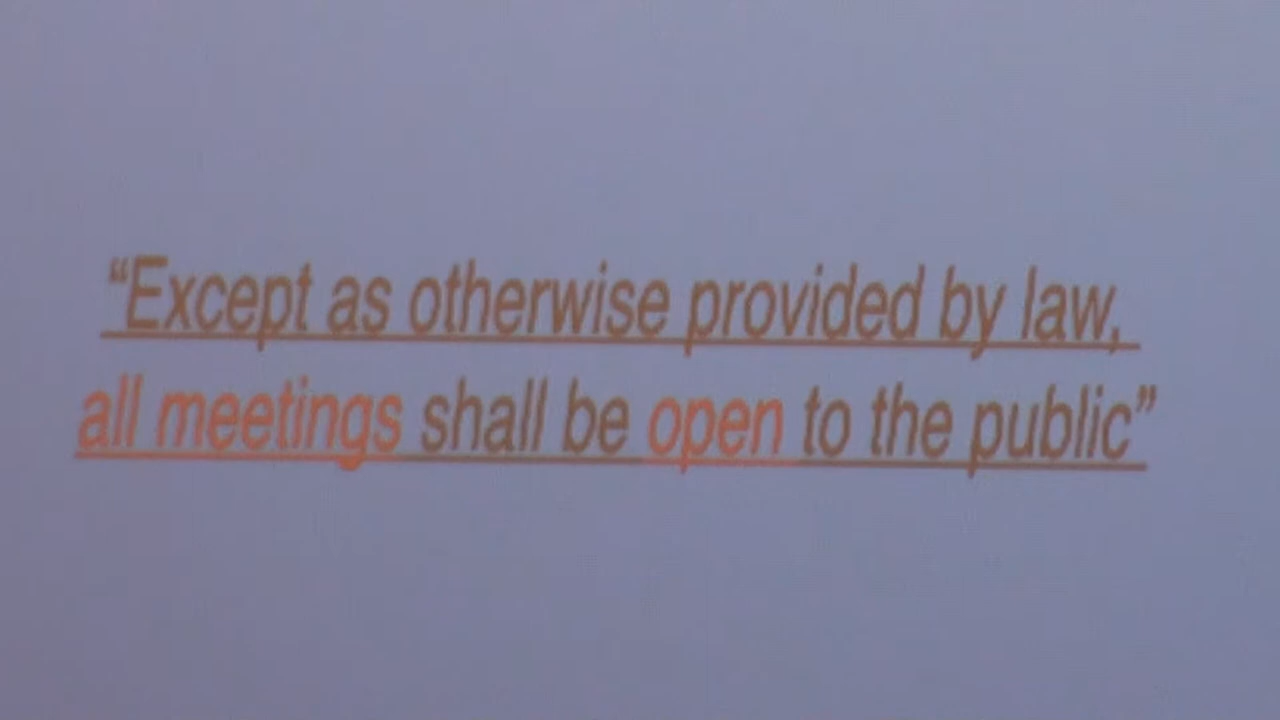 “Except as otherwise provided by law,
all meetings shall be open to the public”